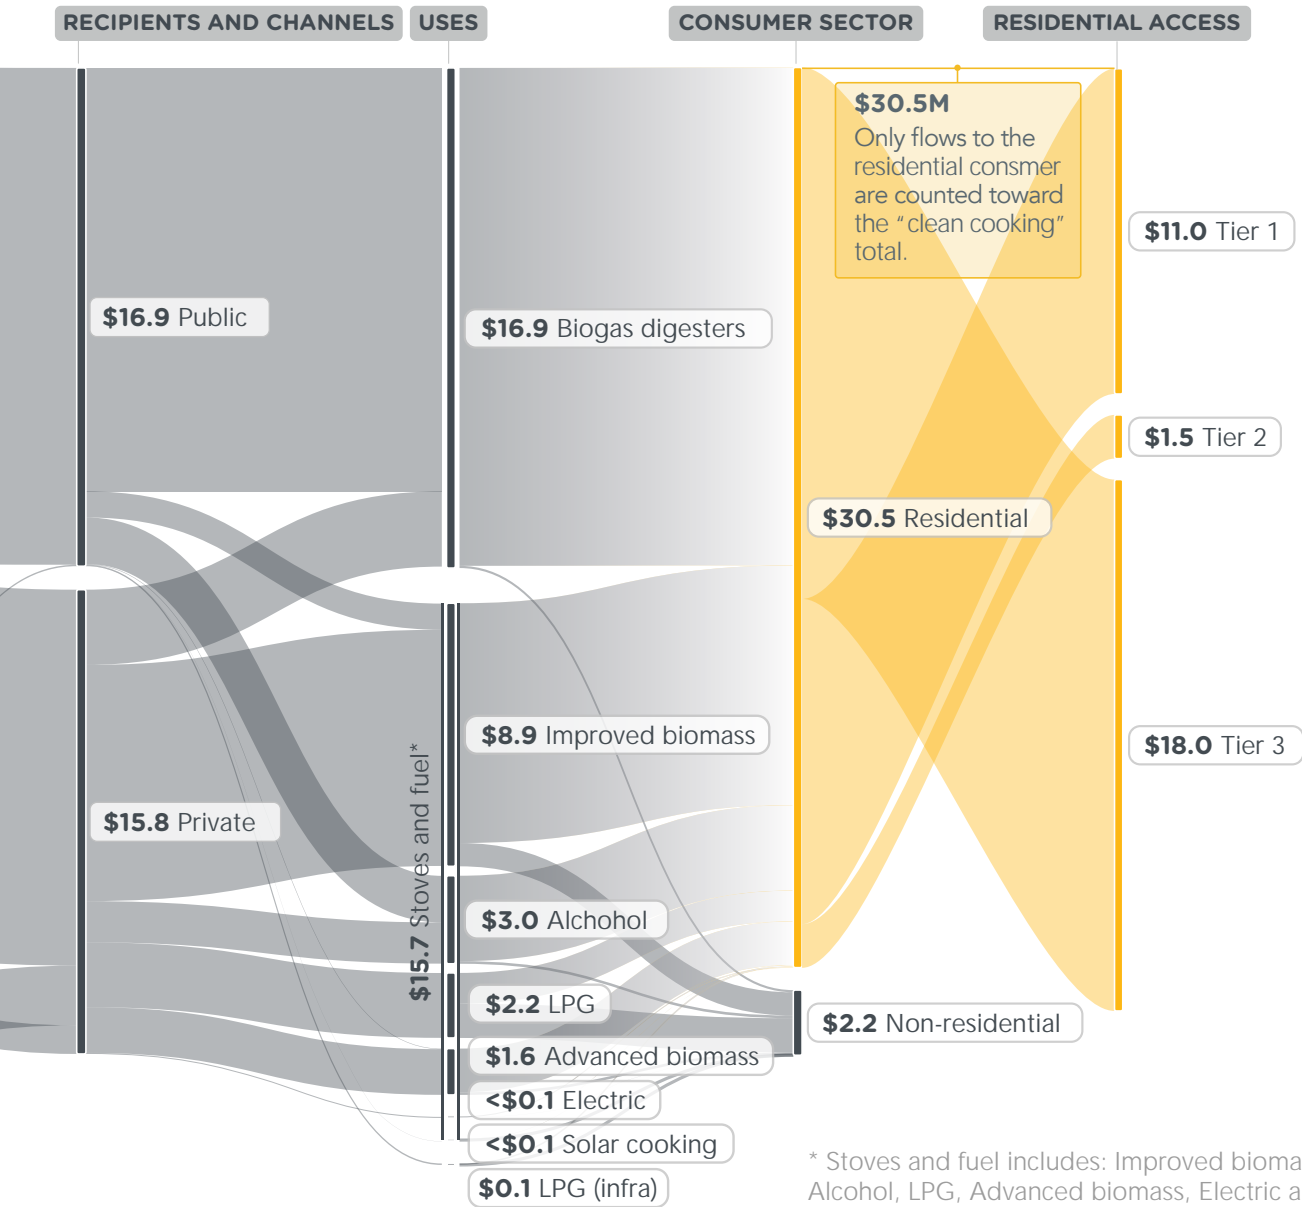 RECIPIENTS AND CHANNELS
USES
CONSUMER SECTOR
RESIDENTIAL ACCESS
$30.5M
Only flows to the
residential consmer
are counted toward
the “clean cooking”
total.
$11.0 Tier 1
$16.9 Public
$16.9 Biogas digesters
$1.5 Tier 2
$30.5 Residential
$8.9 Improved biomass
$18.0 Tier 3
$15.8 Private
$15.7 Stoves and fuel*
$3.0 Alchohol
$2.2 LPG
$2.2 Non-residential
$1.6 Advanced biomass
<$0.1 Electric
<$0.1 Solar cooking
$0.1 LPG (infra)
* Stoves and fuel includes: Improved bioma
Alcohol, LPG, Advanced biomass, Electric a